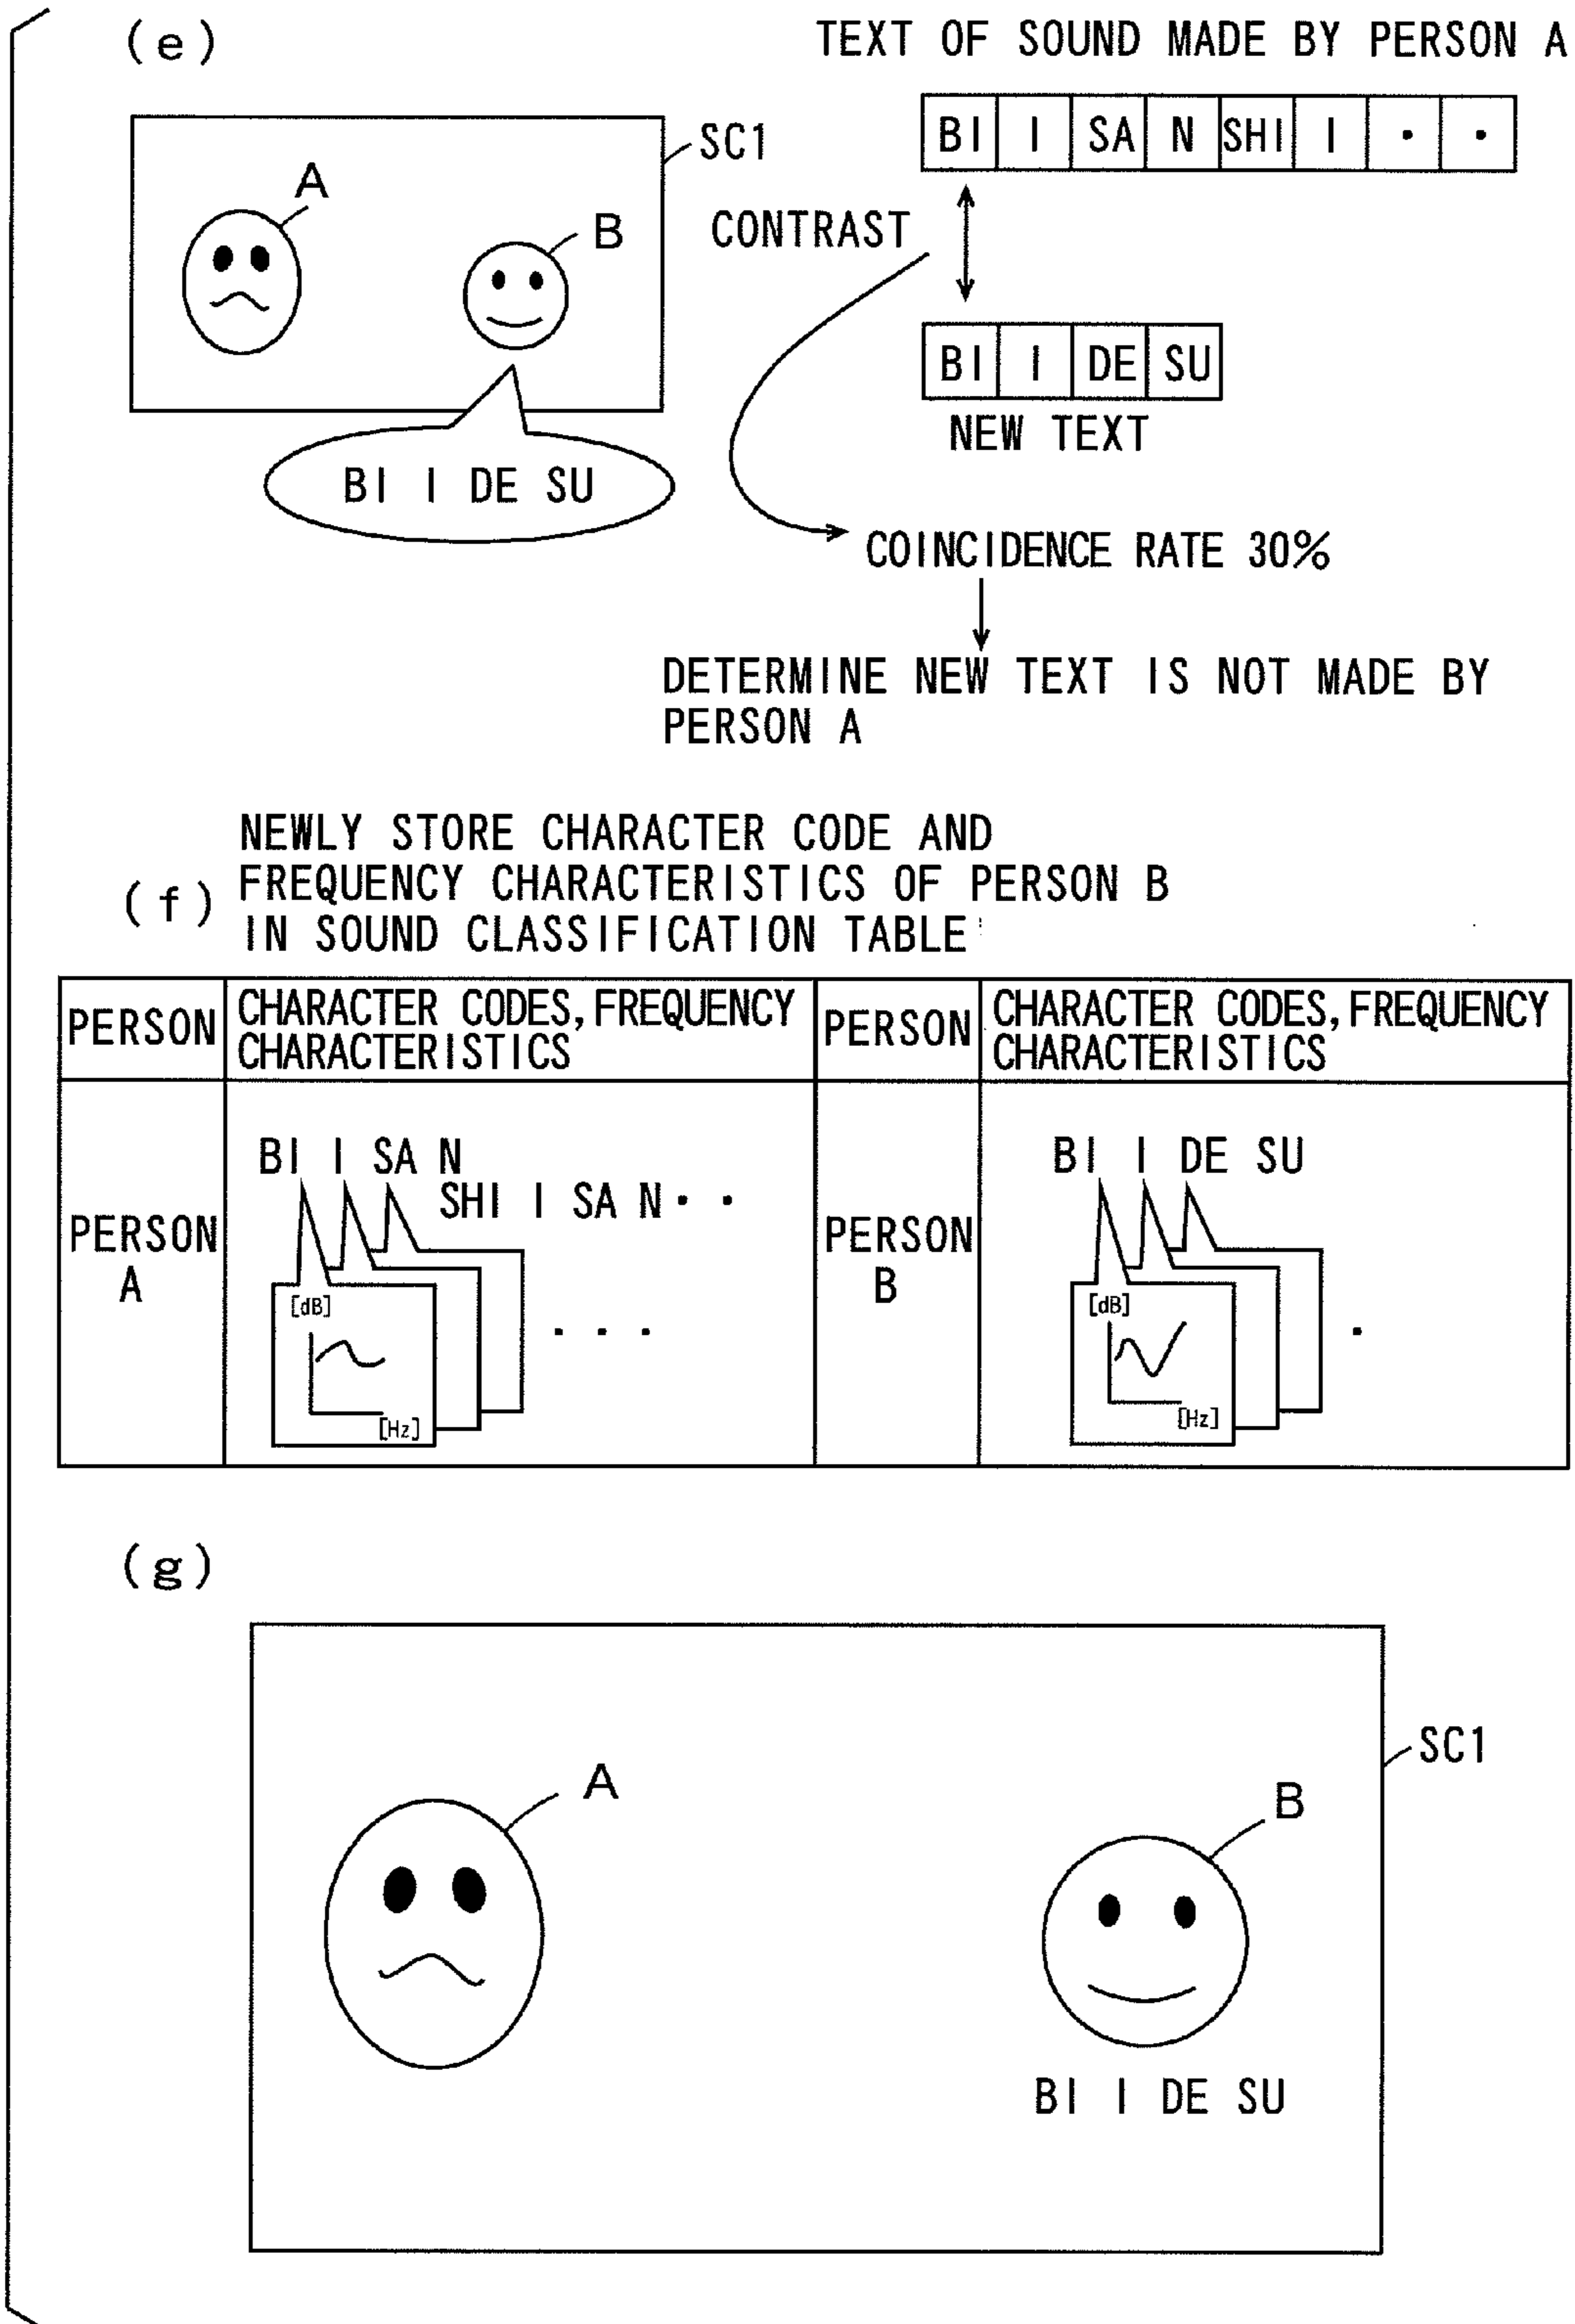 (e)
TEXT OF SOUND MADE BY PERSON A
BI I SA N SHI I · ·
SC1
A
B
CONTRAST
BI I DE SU
NEW TEXT
BI I DE SU
COINCIDENCE RATE 30%
DETERMINE NEW TEXT IS NOT MADE BY
PERSON A
(f)
NEWLY STORE CHARACTER CODE AND
FREQUENCY CHARACTERISTICS OF PERSON B
IN SOUND CLASSIFICATION TABLE
PERSON
CHARACTER CODES, FREQUENCY
CHARACTERISTICS
PERSON
CHARACTER CODES, FREQUENCY
CHARACTERISTICS
PERSON
A
BI I SA N
SHI I SA N · ·
[dB]
[Hz]
· · ·
PERSON
B
BI I DE SU
[dB]
[Hz]
·
(g)
SC1
A
B
BI I DE SU